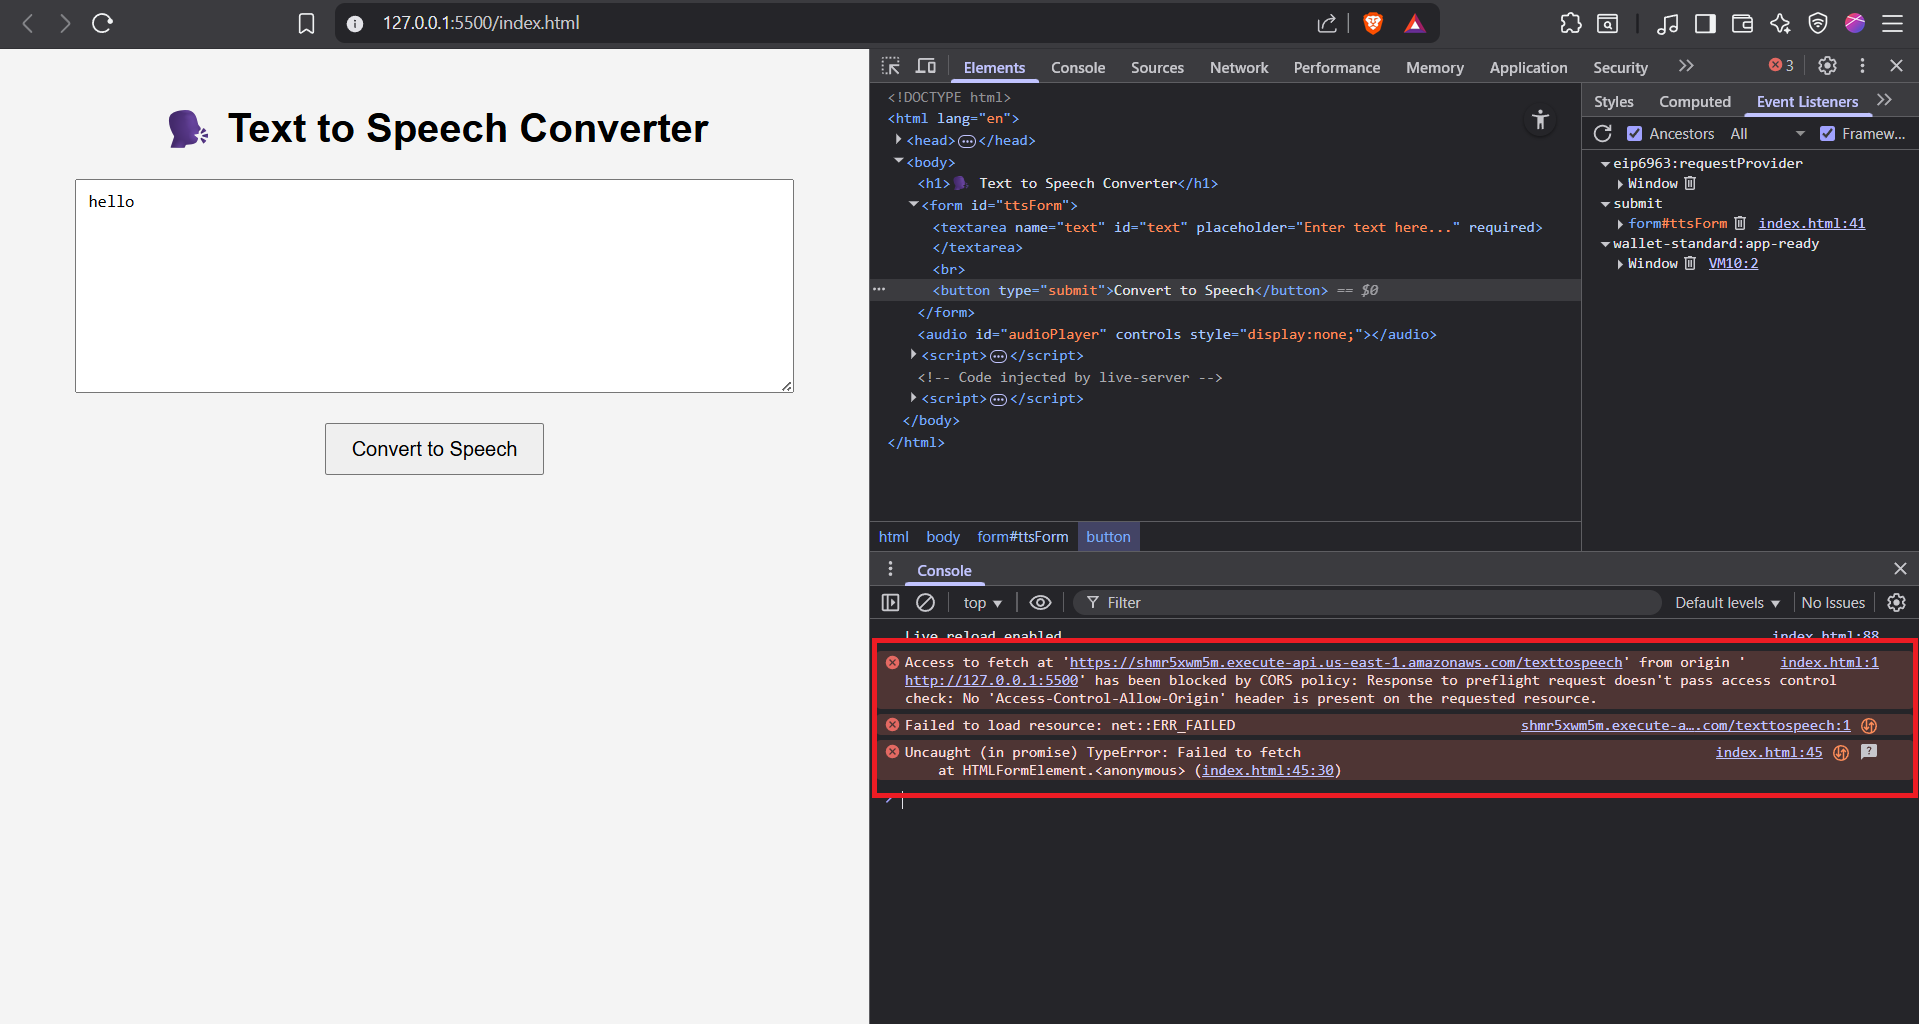 127.0.0.1:5500/index.html
Text to Speech Converter
hello
Convert to Speech
Elements Console Sources Network Performance Memory Application Security 3
<!DOCTYPE html>
<html lang="en">
<head>…</head>
<body>
<h1>🗣 Text to Speech Converter</h1>
<form id="ttsForm">
<textarea name="text" id="text" placeholder="Enter text here..." required>
</textarea>
<br>
<button type="submit">Convert to Speech</button> == $0
</form>
<audio id="audioPlayer" controls style="display:none;"></audio>
<script>…</script>
<!-- Code injected by live-server -->
<script>…</script>
</body>
</html>
html body form#ttsForm button
Styles Computed Event Listeners
Ancestors All Framew...
eip6963:requestProvider
Window
submit
form#ttsForm index.html:41
wallet-standard:app-ready
Window VM10:2
Console
top Filter Default levels No Issues
Live reload enabled index.html:88
Access to fetch at 'https://shmr5xwm5m.execute-api.us-east-1.amazonaws.com/texttospeech' from origin ' index.html:1
http://127.0.0.1:5500' has been blocked by CORS policy: Response to preflight request doesn't pass access control
check: No 'Access-Control-Allow-Origin' header is present on the requested resource.
Failed to load resource: net::ERR_FAILED shmr5xwm5m.execute-a….com/texttospeech:1
Uncaught (in promise) TypeError: Failed to fetch index.html:45
at HTMLFormElement.<anonymous> (index.html:45:30)